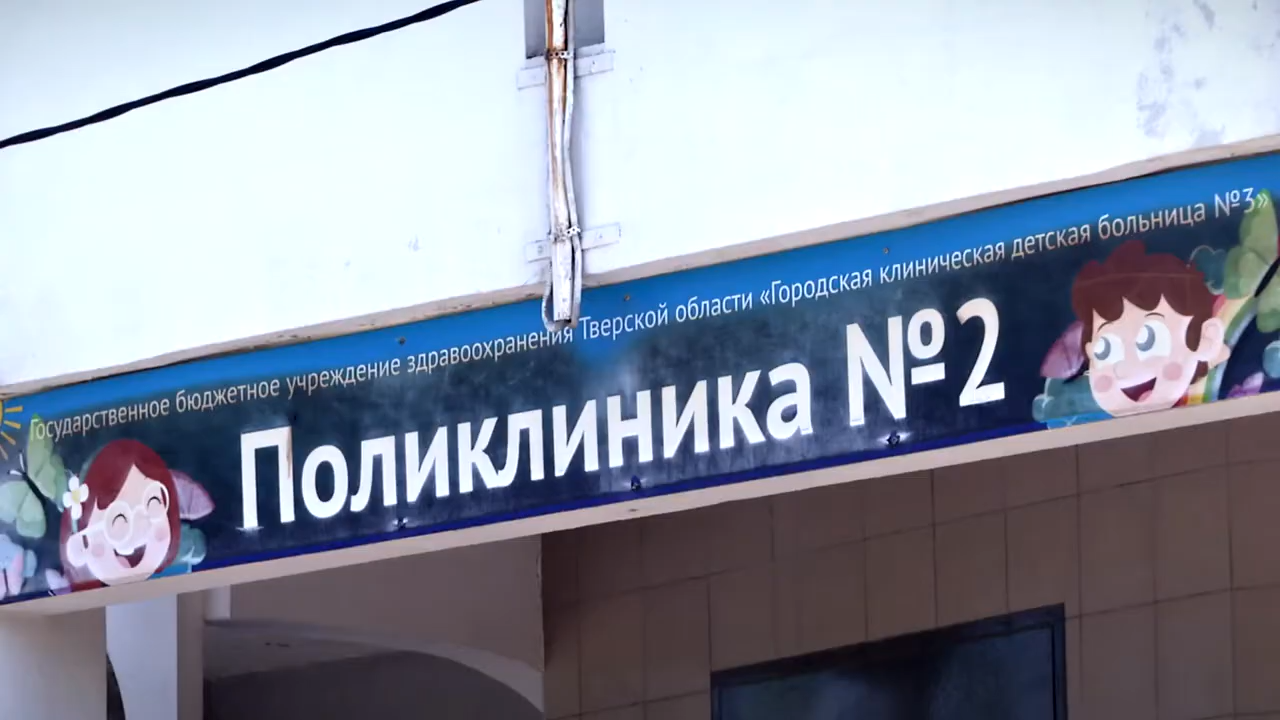 Государственное бюджетное учреждение здравоохранения Тверской области «Городская клиническая детская больница №3»
Поликлиника №2